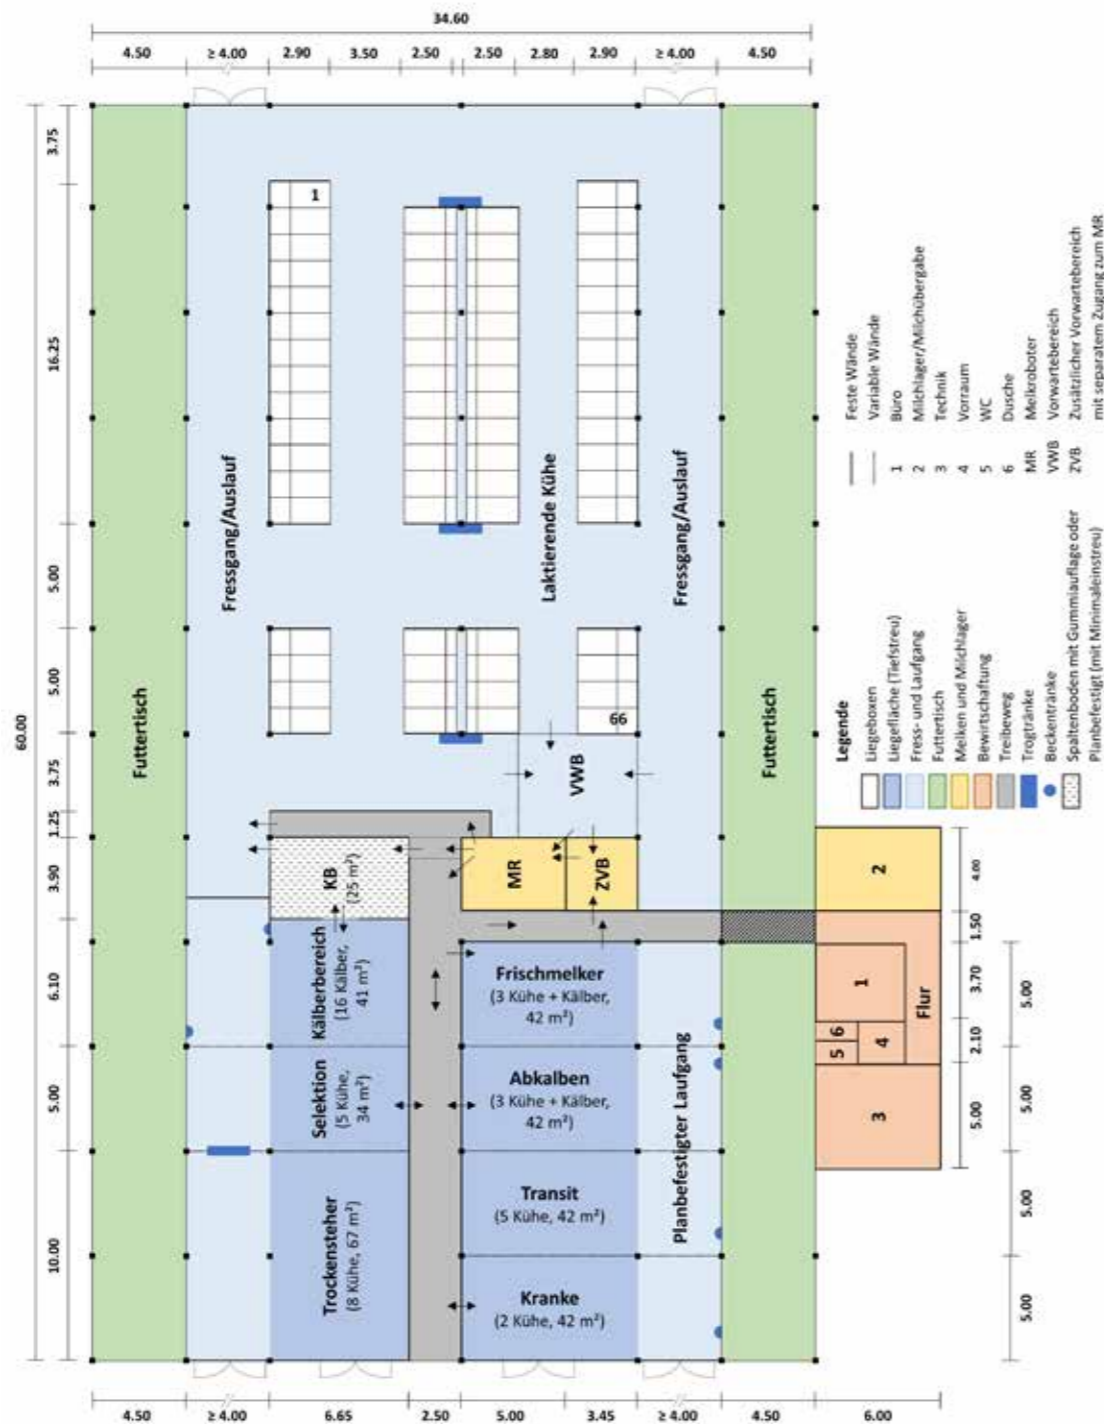 34.60
4.50
≥ 4.00
2.90
3.50
2.50
2.50
2.80
2.90
≥ 4.00
4.50
60.00
3.75
16.25
5.00
5.00
3.75
1.25
3.90
6.10
5.00
10.00
Futtertisch
Fressgang/Auslauf
1
Laktierende Kühe
66
Fressgang/Auslauf
Futtertisch
VWB
KB
(25 m²)
MR
ZVB
Kälberbereich
(16 Kälber,
41 m²)
Selektion
(5 Kühe,
34 m²)
Trockensteher
(8 Kühe, 67 m²)
Frischmelker
(3 Kühe + Kälber,
42 m²)
Abkalben
(3 Kühe + Kälber,
42 m²)
Transit
(5 Kühe, 42 m²)
Kranke
(2 Kühe, 42 m²)
Planbefestigter Laufgang
2
1
6
5
4
Flur
3
4.00
1.50
3.70
2.10
5.00
5.00
5.00
5.00
5.00
4.50
≥ 4.00
6.65
2.50
5.00
3.45
≥ 4.00
4.50
6.00
Legende
Liegeboxen
Liegefläche (Tiefstreu)
Fress- und Laufgang
Futtertisch
Melken und Milchlager
Bewirtschaftung
Treibeweg
Trogtränke
Beckentränke
Spaltenboden mit Gummiauflage oder
Planbefestigt (mit Minimaleinstreu)
Feste Wände
Variable Wände
1 Büro
2 Milchlager/Milchübergabe
3 Technik
4 Vorraum
5 WC
6 Dusche
MR Melkroboter
VWB Vorwartebereich
ZVB Zusätzlicher Vorwartebereich
mit separatem Zugang zum MR